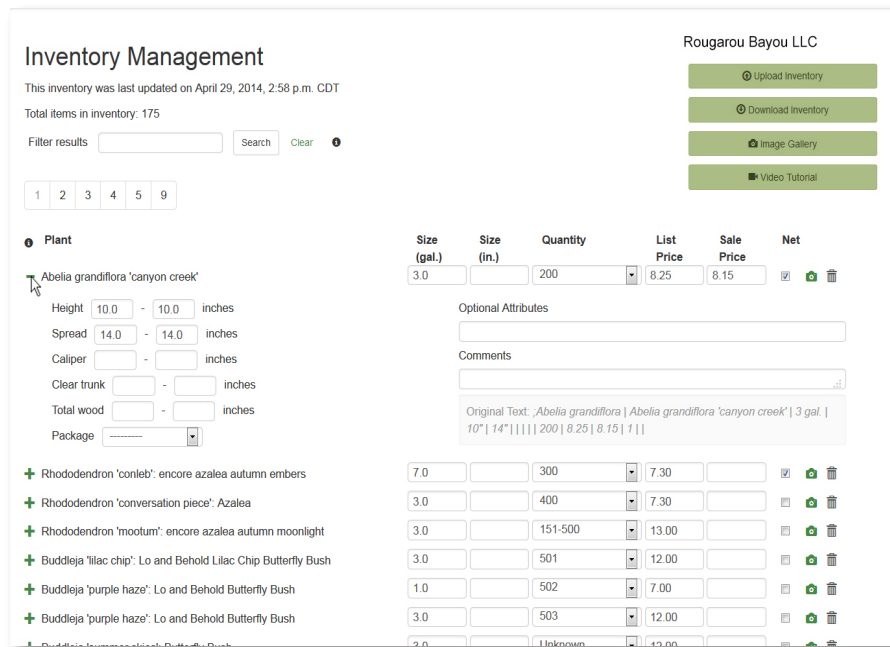 Rougarou Bayou LLC
Inventory Management
Upload Inventory
This inventory was last updated on April 29, 2014, 2:58 p.m. CDT
Download Inventory
Total items in inventory: 175
Filter results Search Clear
Image Gallery
Video Tutorial
1 2 3 4 5 9
Plant Size (gal.) Size (in.) Quantity List Price Sale Price Net
Abelia grandiflora 'canyon creek' 3.0 200 8.25 8.15
Height 10.0 - 10.0 inches
Spread 14.0 - 14.0 inches
Caliper - inches
Clear trunk - inches
Total wood - inches
Package ---------
Optional Attributes
Comments
Original Text: ;Abelia grandiflora | Abelia grandiflora 'canyon creek' | 3 gal. |
10" | 14" | | | | | 200 | 8.25 | 8.15 | 1 | |
Rhododendron 'conleb': encore azalea autumn embers 7.0 300 7.30
Rhododendron 'conversation piece': Azalea 3.0 400 7.30
Rhododendron 'mootum': encore azalea autumn moonlight 3.0 151-500 13.00
Buddleja 'lilac chip': Lo and Behold Lilac Chip Butterfly Bush 3.0 501 12.00
Buddleja 'purple haze': Lo and Behold Butterfly Bush 1.0 502 7.00
Buddleja 'purple haze': Lo and Behold Butterfly Bush 3.0 503 12.00
3.0 Unknown 12.00